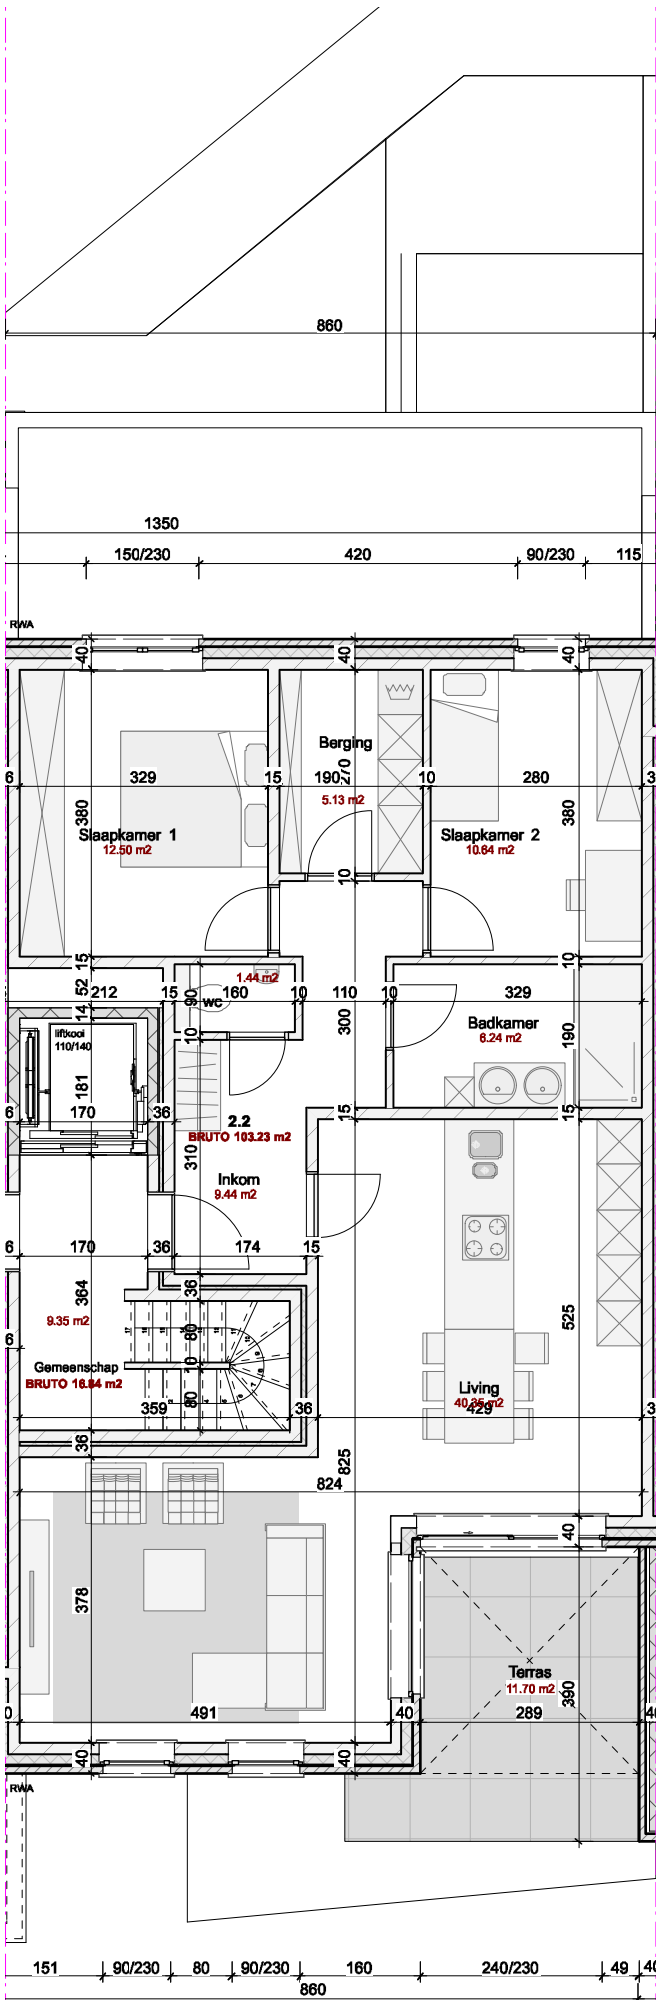 860
1350
150/230 420 90/230 115
RWA
40 40 40
Berging
6 329 15 190 270 10 280 3
5.13 m2
380 380
Slaapkamer 1 Slaapkamer 2
12.50 m2 10.64 m2
10
15 10
1.44 m2
52 90
212 15 160 10 110 10 329
WC
14 300
liftkooi Badkamer
110/140 6.24 m2
10 190
181
6 170 36 15 15
2.2
BRUTO 103.23 m2
310
Inkom
9.44 m2
6 170 36 174 15
364 36
9.35 m2 80 525
6
Gemeenschap 10
BRUTO 16.84 m2
Living
40.35 m2
80
359 36 429
36 825
824
40
378
Terras
11.70 m2
390
0 491 40 289 40
40 40
RWA
151 90/230 80 90/230 160 240/230 49 40
860